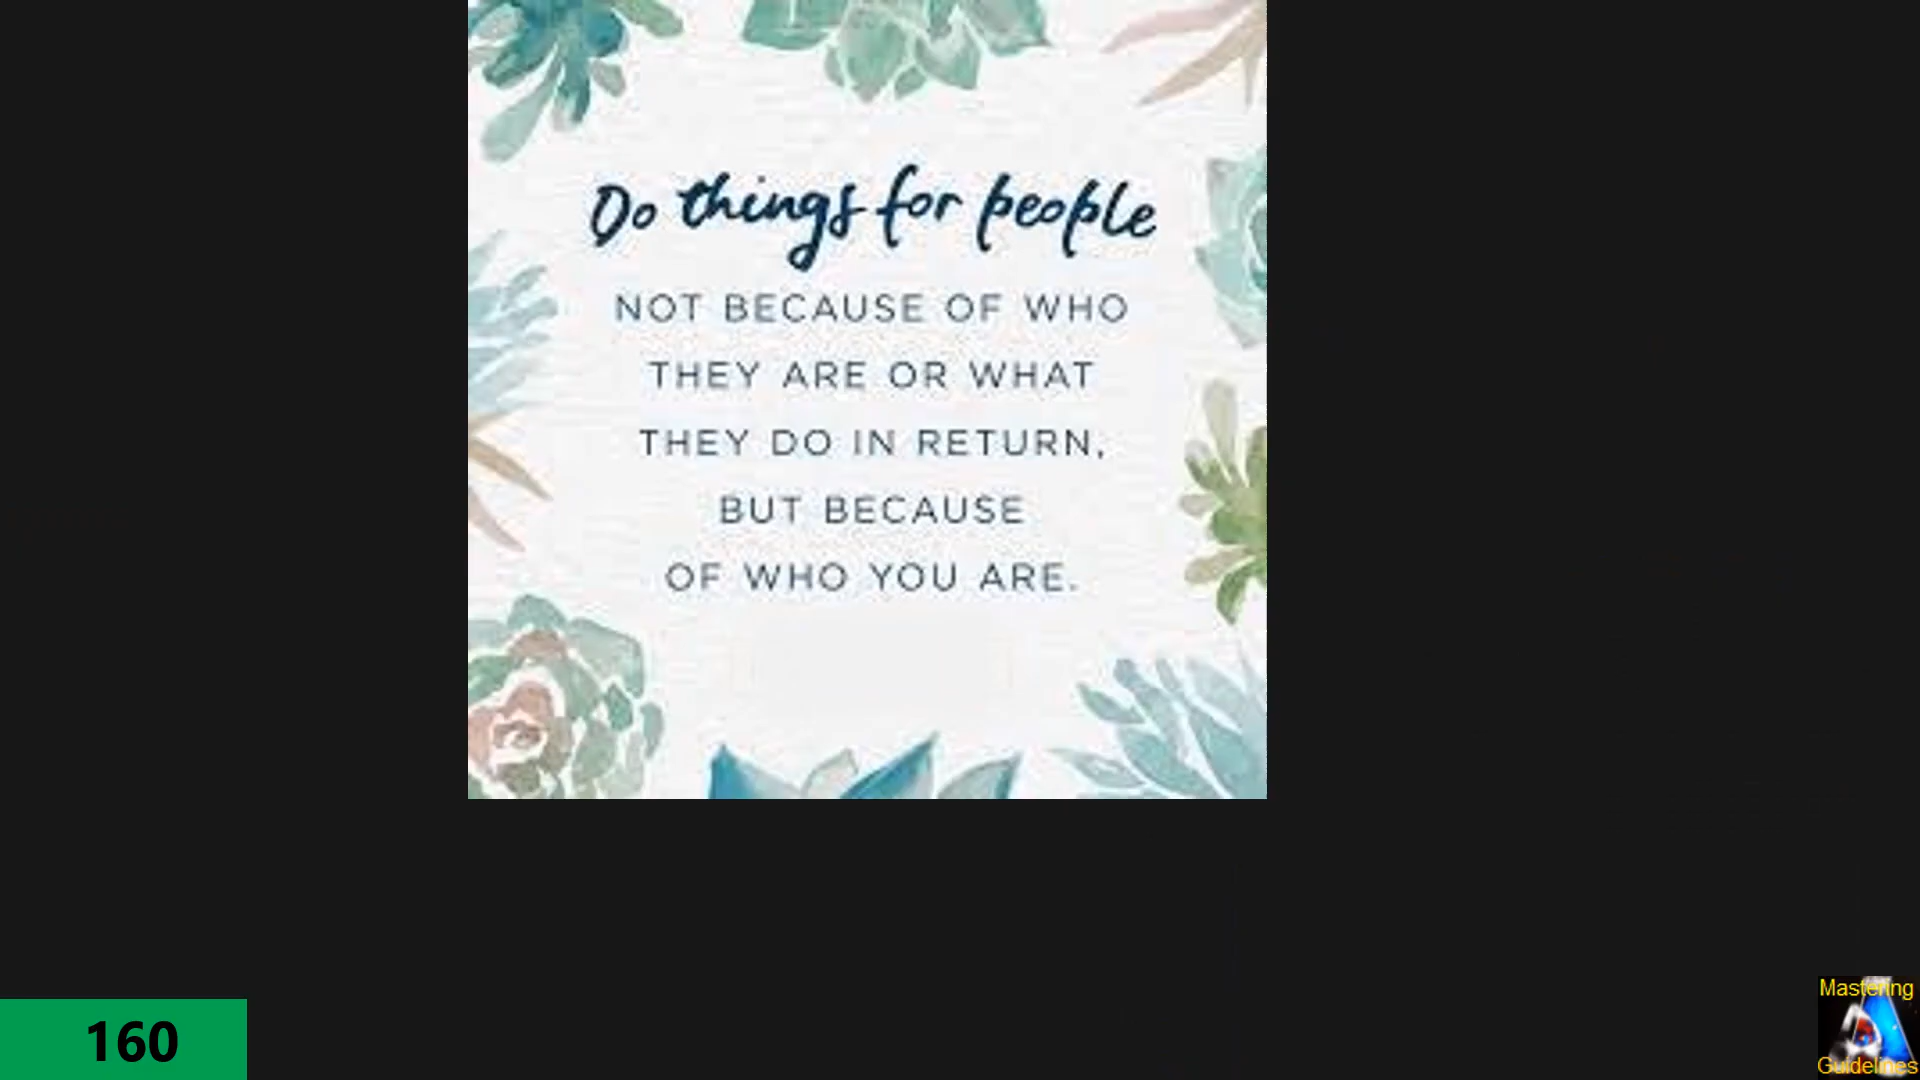 Do things for people
NOT BECAUSE OF WHO
THEY ARE OR WHAT
THEY DO IN RETURN,
BUT BECAUSE
OF WHO YOU ARE.
160
Mastering
Guidelines